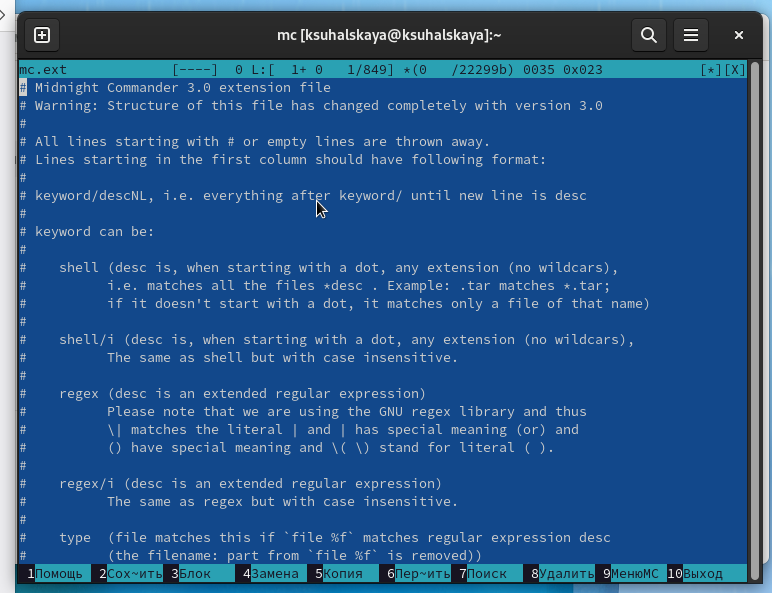 mc [ksuhalskaya@ksuhalskaya]:~
mc.ext [----] 0 L:[ 1+ 0 1/849] *(0 /22299b) 0035 0x023 [*][X]
# Midnight Commander 3.0 extension file
# Warning: Structure of this file has changed completely with version 3.0
#
# All lines starting with # or empty lines are thrown away.
# Lines starting in the first column should have following format:
#
# keyword/descNL, i.e. everything after keyword/ until new line is desc
#
# keyword can be:
#
# shell (desc is, when starting with a dot, any extension (no wildcars),
# i.e. matches all the files *desc . Example: .tar matches *.tar;
# if it doesn't start with a dot, it matches only a file of that name)
#
# shell/i (desc is, when starting with a dot, any extension (no wildcars),
# The same as shell but with case insensitive.
#
# regex (desc is an extended regular expression)
# Please note that we are using the GNU regex library and thus
# \| matches the literal | and | has special meaning (or) and
# () have special meaning and \( \) stand for literal ( ).
#
# regex/i (desc is an extended regular expression)
# The same as regex but with case insensitive.
#
# type (file matches this if `file %f` matches regular expression desc
# (the filename: part from `file %f` is removed))
1Помощь 2Сох~ить 3Блок 4Замена 5Копия 6Пер~ить 7Поиск 8Удалить 9МенюMC 10Выход